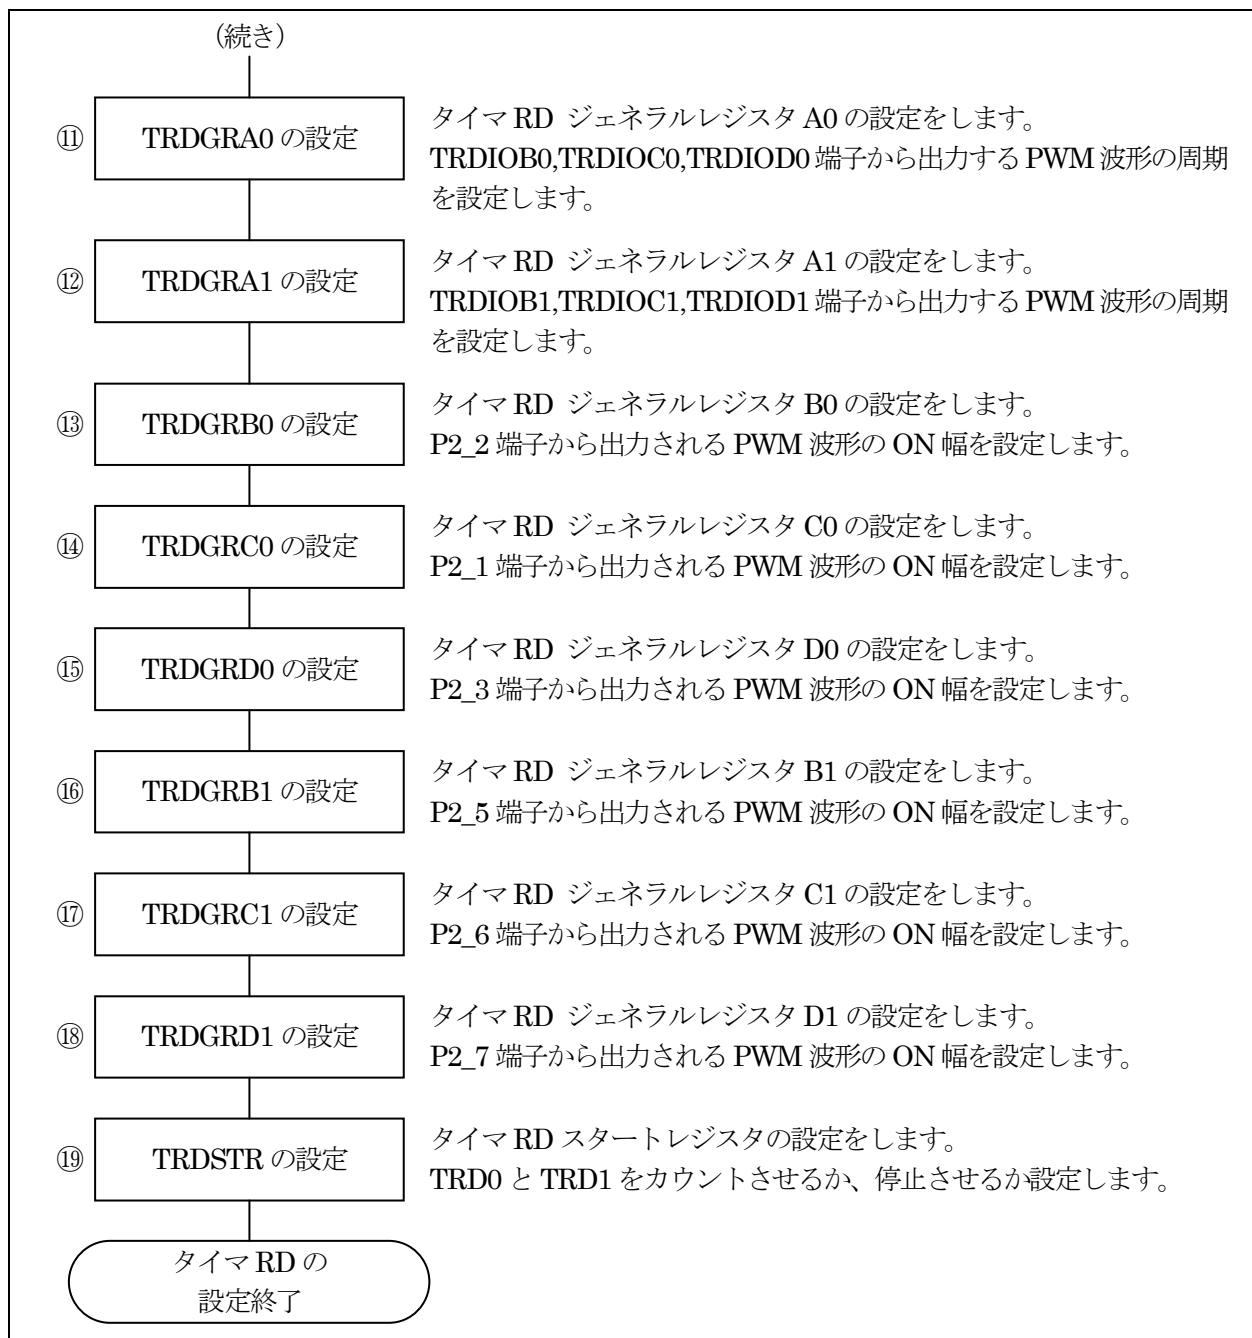 (続き)
⑪ TRDGRA0 の設定
タイマ RD ジェネラルレジスタ A0 の設定をします。
TRDIOB0,TRDIOC0,TRDIOD0 端子から出力する PWM 波形の周期
を設定します。
⑫ TRDGRA1 の設定
タイマ RD ジェネラルレジスタ A1 の設定をします。
TRDIOB1,TRDIOC1,TRDIOD1 端子から出力する PWM 波形の周期
を設定します。
⑬ TRDGRB0 の設定
タイマ RD ジェネラルレジスタ B0 の設定をします。
P2_2 端子から出力される PWM 波形の ON 幅を設定します。
⑭ TRDGRC0 の設定
タイマ RD ジェネラルレジスタ C0 の設定をします。
P2_1 端子から出力される PWM 波形の ON 幅を設定します。
⑮ TRDGRD0 の設定
タイマ RD ジェネラルレジスタ D0 の設定をします。
P2_3 端子から出力される PWM 波形の ON 幅を設定します。
⑯ TRDGRB1 の設定
タイマ RD ジェネラルレジスタ B1 の設定をします。
P2_5 端子から出力される PWM 波形の ON 幅を設定します。
⑰ TRDGRC1 の設定
タイマ RD ジェネラルレジスタ C1 の設定をします。
P2_6 端子から出力される PWM 波形の ON 幅を設定します。
⑱ TRDGRD1 の設定
タイマ RD ジェネラルレジスタ D1 の設定をします。
P2_7 端子から出力される PWM 波形の ON 幅を設定します。
⑲ TRDSTR の設定
タイマ RD スタートレジスタの設定をします。
TRD0 と TRD1 をカウントさせるか、停止させるか設定します。
タイマ RD の
設定終了